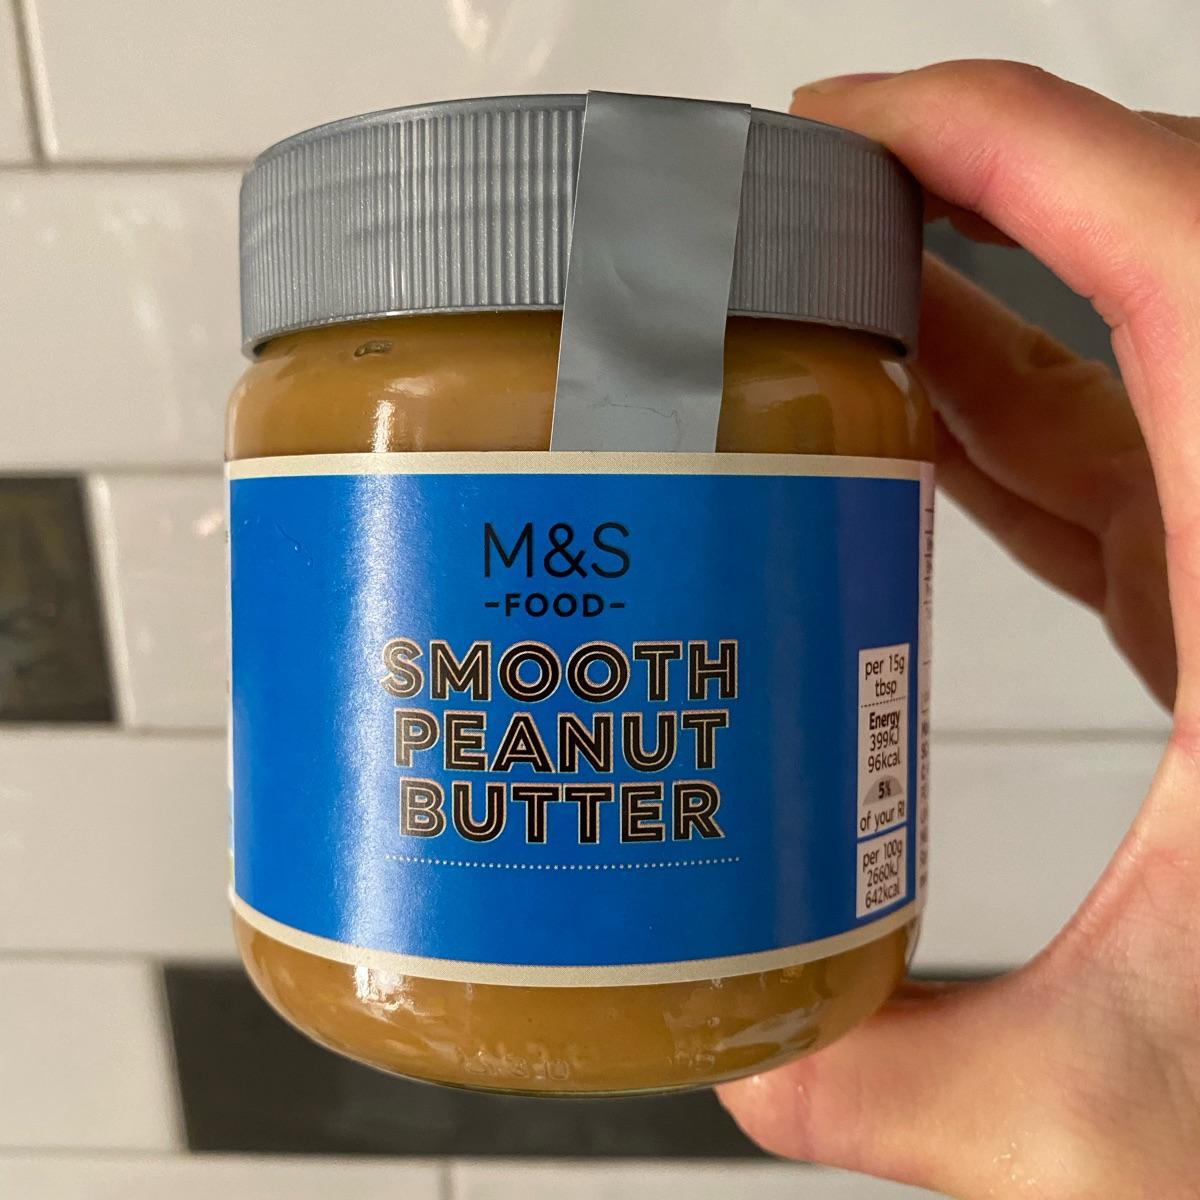 M&S
-FOOD-
SMOOTH
PEANUT
BUTTER
per 15g
tbsp
Energy
399kJ
96kcal
5%
of your RI
per 100g
2660kJ
642kcal